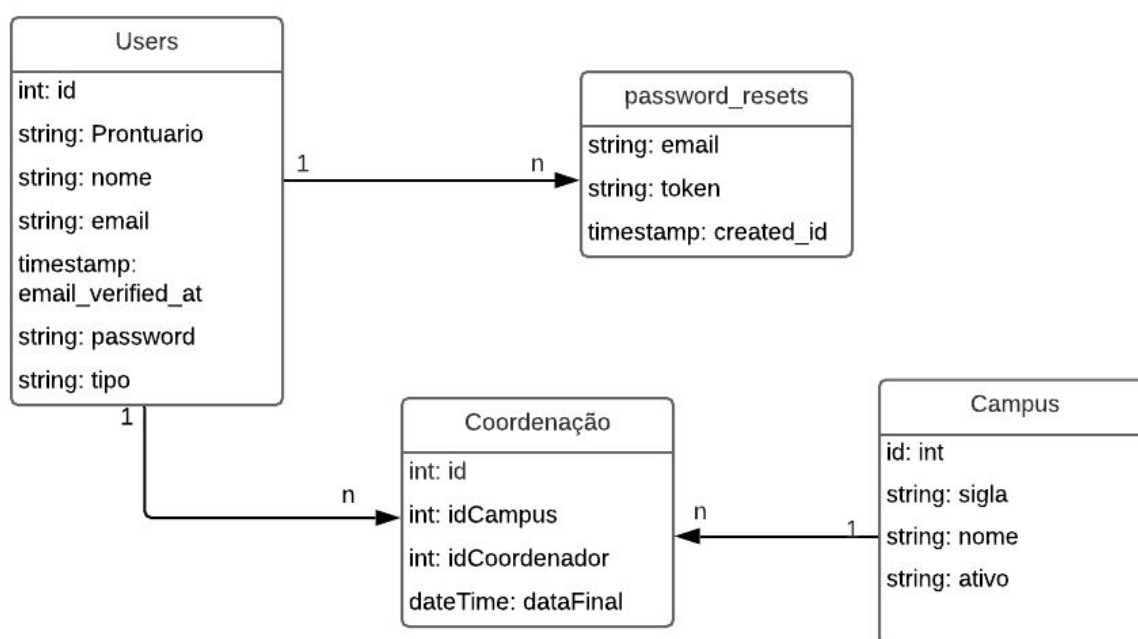 Users
int: id
string: Prontuario
string: nome
string: email
timestamp:
email_verified_at
string: password
string: tipo
1
n
password_resets
string: email
string: token
timestamp: created_id
1
n
Coordenação
int: id
int: idCampus
int: idCoordenador
dateTime: dataFinal
n
1
Campus
id: int
string: sigla
string: nome
string: ativo